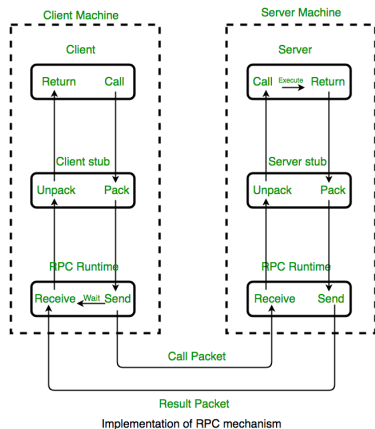 Client Machine
Server Machine
Client
Server
Return Call
Call Execute Return
Client stub
Server stub
Unpack Pack
Unpack Pack
RPC Runtime
RPC Runtime
Receive Wait Send
Receive Send
Call Packet
Result Packet
Implementation of RPC mechanism